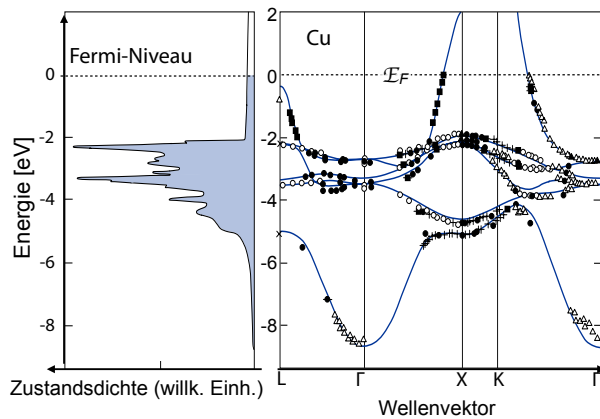 Fermi-Niveau
Cu
ℰF
Energie [eV]
0
-2
-4
-6
-8
2
0
-2
-4
-6
-8
L Γ X K Γ
Zustandsdichte (willk. Einh.)
Wellenvektor